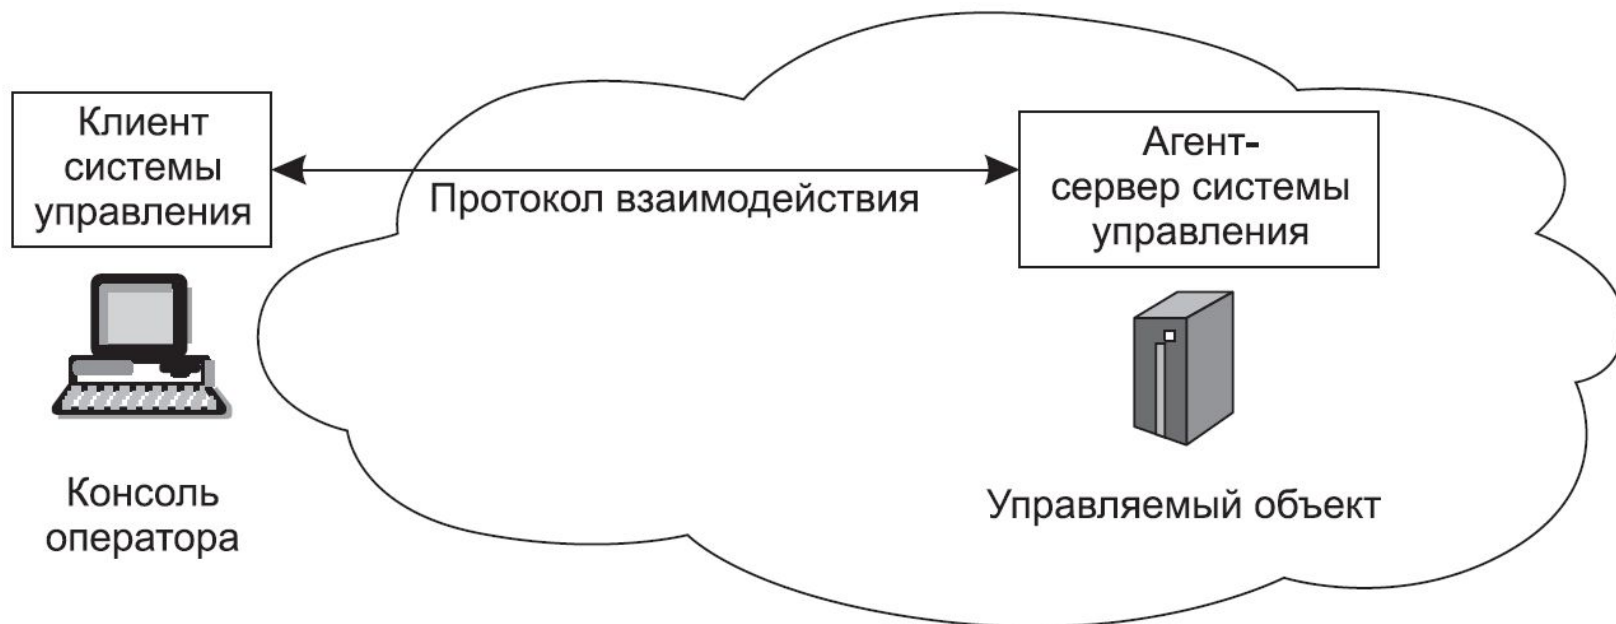 Клиент
системы
управления
Протокол взаимодействия
Агент-
сервер системы
управления
Консоль
оператора
Управляемый объект